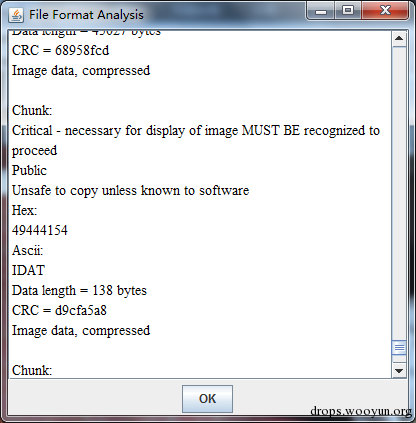 File Format Analysis
Data length = 45027 bytes
CRC = 68958fcd
Image data, compressed
Chunk:
Critical - necessary for display of image MUST BE recognized to
proceed
Public
Unsafe to copy unless known to software
Hex:
49444154
Ascii:
IDAT
Data length = 138 bytes
CRC = d9cfa5a8
Image data, compressed
Chunk:
OK
drops.wooyun.org